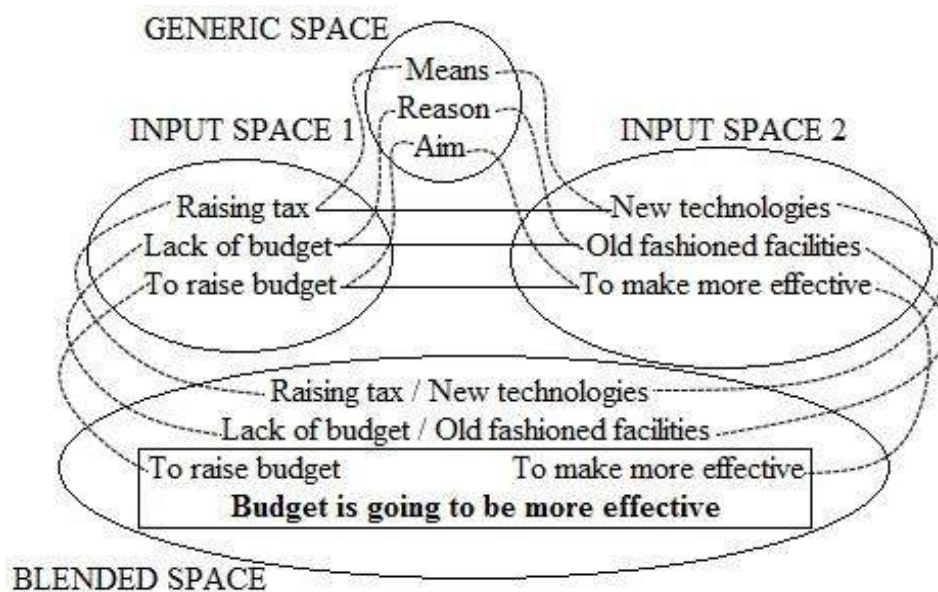 GENERIC SPACE
Means
Reason
Aim
INPUT SPACE 1
INPUT SPACE 2
Raising tax
New technologies
Lack of budget
Old fashioned facilities
To raise budget
To make more effective
Raising tax / New technologies
Lack of budget / Old fashioned facilities
To raise budget
To make more effective
Budget is going to be more effective
BLENDED SPACE